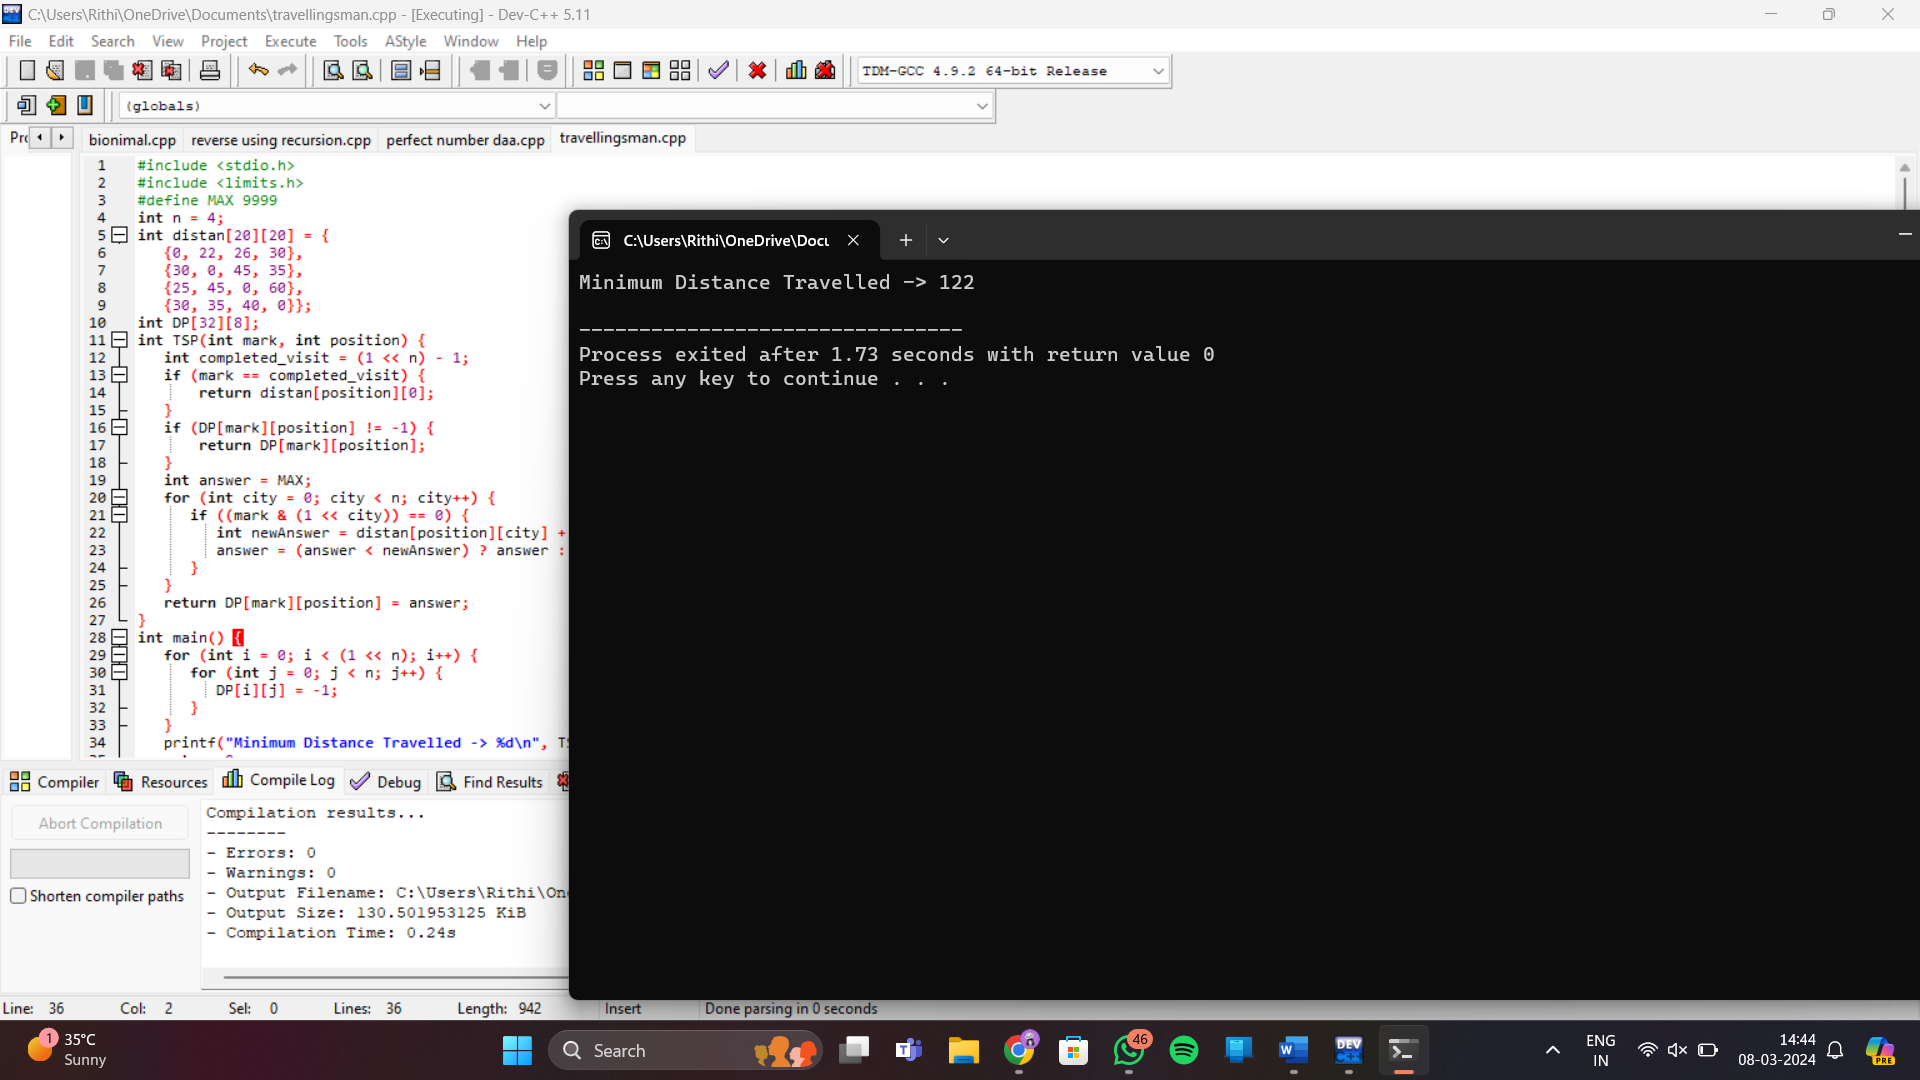 C:\Users\Rithi\OneDrive\Documents\travellingsman.cpp - [Executing] - Dev-C++ 5.11
File Edit Search View Project Execute Tools AStyle Window Help
TDM-GCC 4.9.2 64-bit Release
(globals)
bionimal.cpp reverse using recursion.cpp perfect number daa.cpp travellingsman.cpp
1 #include <stdio.h>
2 #include <limits.h>
3 #define MAX 9999
4 int n = 4;
5 int distan[20][20] = {
6 {0, 22, 26, 30},
7 {30, 0, 45, 35},
8 {25, 45, 0, 60},
9 {30, 35, 40, 0}};
10 int DP[32][8];
11 int TSP(int mark, int position) {
12 int completed_visit = (1 << n) - 1;
13 if (mark == completed_visit) {
14 return distan[position][0];
15 }
16 if (DP[mark][position] != -1) {
17 return DP[mark][position];
18 }
19 int answer = MAX;
20 for (int city = 0; city < n; city++) {
21 if ((mark & (1 << city)) == 0) {
22 int newAnswer = distan[position][city] +
23 answer = (answer < newAnswer) ? answer :
24 }
25 }
26 return DP[mark][position] = answer;
27 }
28 int main() {
29 for (int i = 0; i < (1 << n); i++) {
30 for (int j = 0; j < n; j++) {
31 DP[i][j] = -1;
32 }
33 }
34 printf("Minimum Distance Travelled -> %d\n",
C:\Users\Rithi\OneDrive\Docu
Minimum Distance Travelled -> 122
--------------------------------
Process exited after 1.73 seconds with return value 0
Press any key to continue . . .
Compiler Resources Compile Log Debug Find Results
Abort Compilation
Shorten compiler paths
Compilation results...
--------
- Errors: 0
- Warnings: 0
- Output Filename: C:\Users\Rithi\One
- Output Size: 130.501953125 KiB
- Compilation Time: 0.24s
Line: 36 Col: 2 Sel: 0 Lines: 36 Length: 942 Insert Done parsing in 0 seconds
1 35°C
Sunny
Search
46
ENG
IN
14:44
08-03-2024
PRE